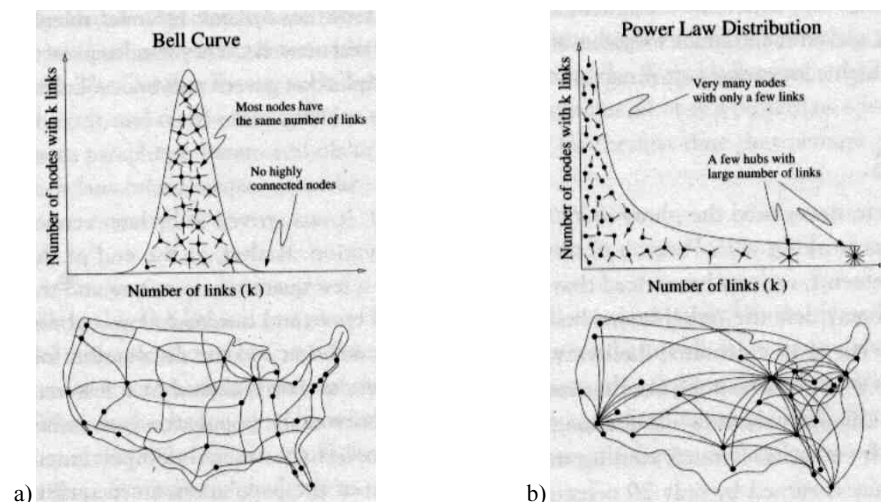 Bell Curve
Number of nodes with k links
Most nodes have
the same number of links
No highly
connected nodes
Number of links (k)
a)
Power Law Distribution
Number of nodes with k links
Very many nodes
with only a few links
A few hubs with
large number of links
Number of links (k)
b)